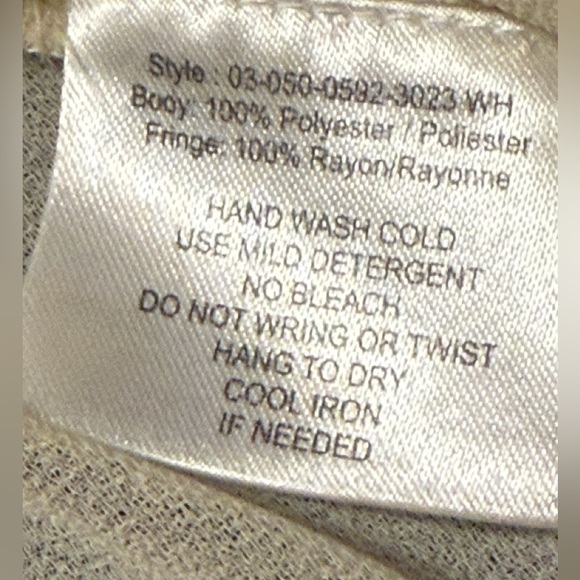 Style : 03-050-0592-3023 WH
Body: 100% Polyester / Poliester
Fringe: 100% Rayon/Rayonne
HAND WASH COLD
USE MILD DETERGENT
NO BLEACH
DO NOT WRING OR TWIST
HANG TO DRY
COOL IRON
IF NEEDED